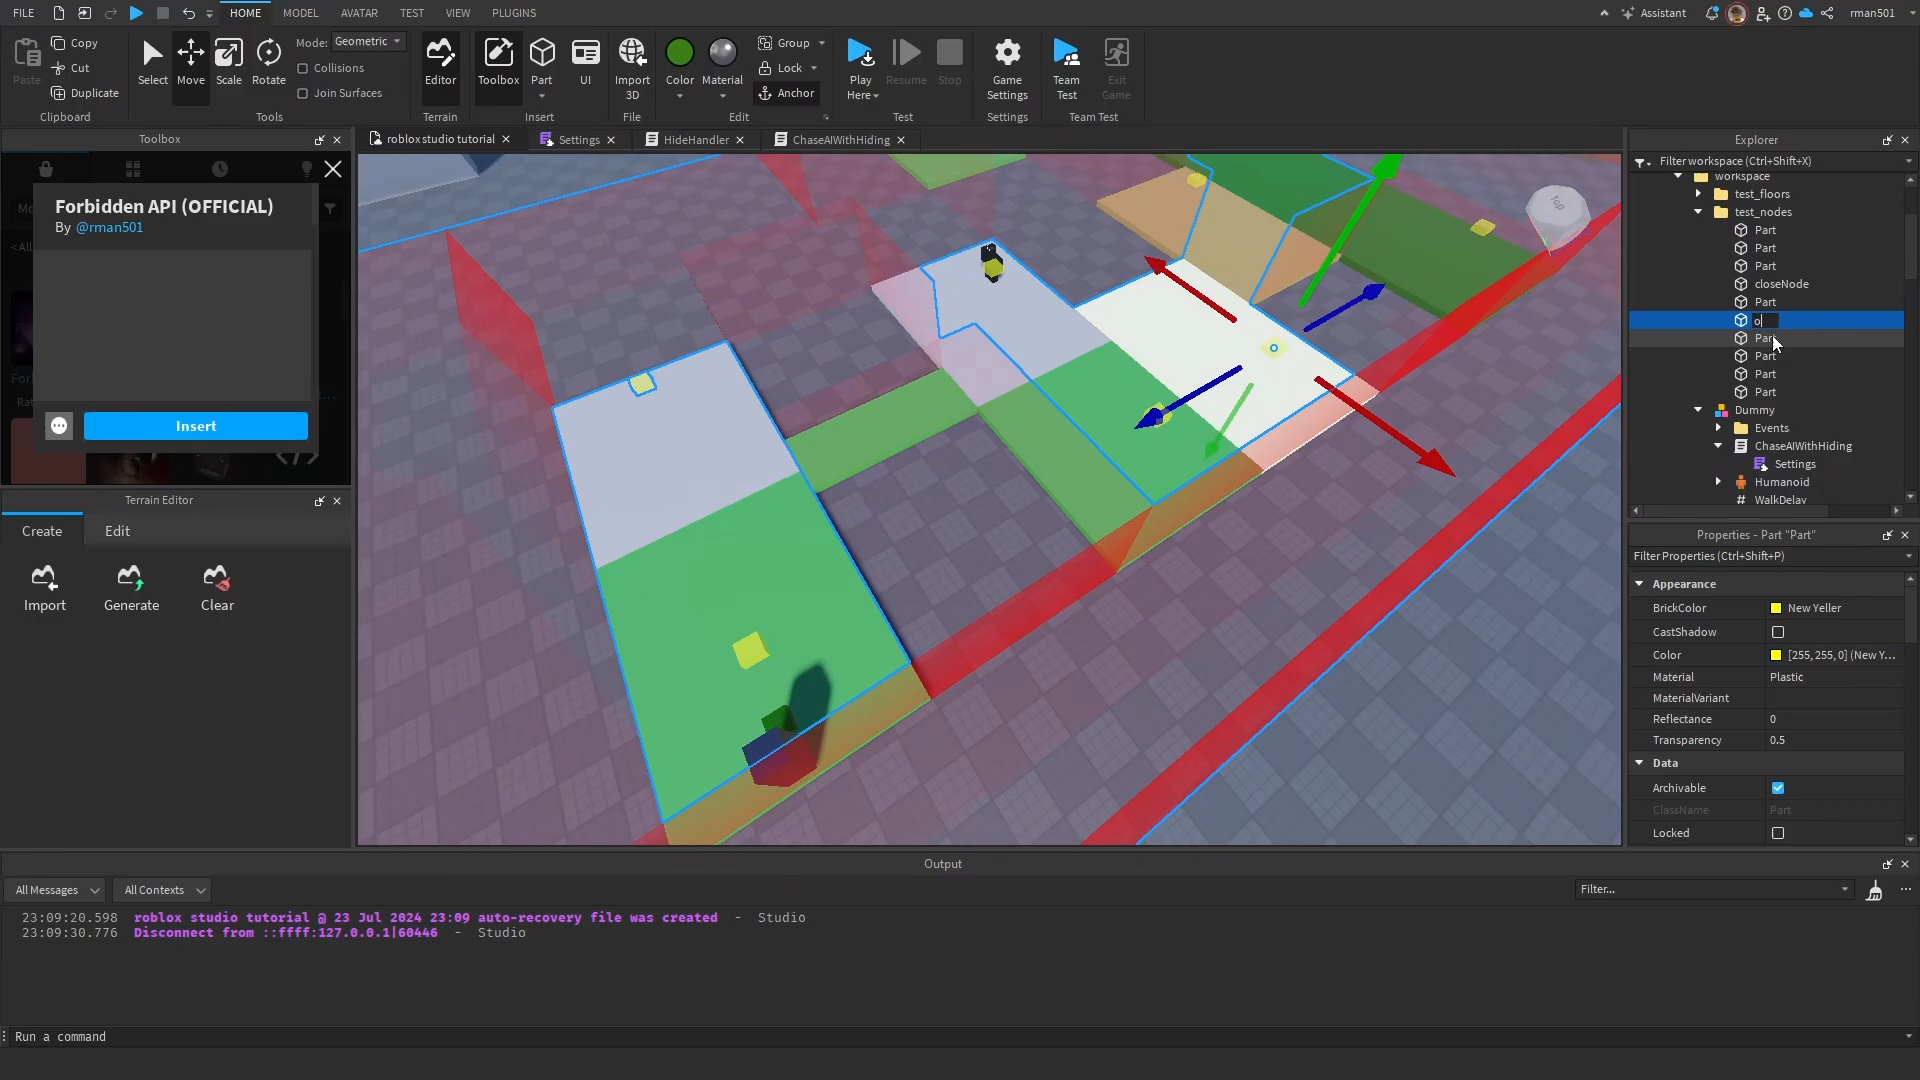 FILE
HOME
MODEL
AVATAR
TEST
VIEW
PLUGINS
Assistant
rman501
Paste
Copy
Cut
Duplicate
Clipboard
Select
Move
Scale
Rotate
Mode: Geometric
Collisions
Join Surfaces
Tools
Editor
Terrain
Toolbox
Part
UI
Insert
Import 3D
File
Color
Material
Group
Lock
Anchor
Edit
Play Here
Resume
Stop
Test
Game Settings
Settings
Team Test
Exit Game
Team Test
Toolbox
roblox studio tutorial
Settings
HideHandler
ChaseAIWithHiding
Explorer
Filter workspace (Ctrl+Shift+X)
Forbidden API (OFFICIAL)
By @rman501
Insert
Top
workspace
test_floors
test_nodes
Part
Part
Part
closeNode
Part
o
Part
Part
Part
Part
Dummy
Events
ChaseAIWithHiding
Settings
Humanoid
WalkDelay
Terrain Editor
Create
Edit
Import
Generate
Clear
Properties - Part "Part"
Filter Properties (Ctrl+Shift+P)
Appearance
BrickColor
New Yeller
CastShadow
Color
[255, 255, 0] (New Y...
Material
Plastic
MaterialVariant
Reflectance
0
Transparency
0.5
Data
Archivable
ClassName
Part
Locked
Output
All Messages
All Contexts
Filter...
23:09:20.598 roblox studio tutorial @ 23 Jul 2024 23:09 auto-recovery file was created - Studio
23:09:30.776 Disconnect from ::ffff:127.0.0.1|60446 - Studio
Run a command